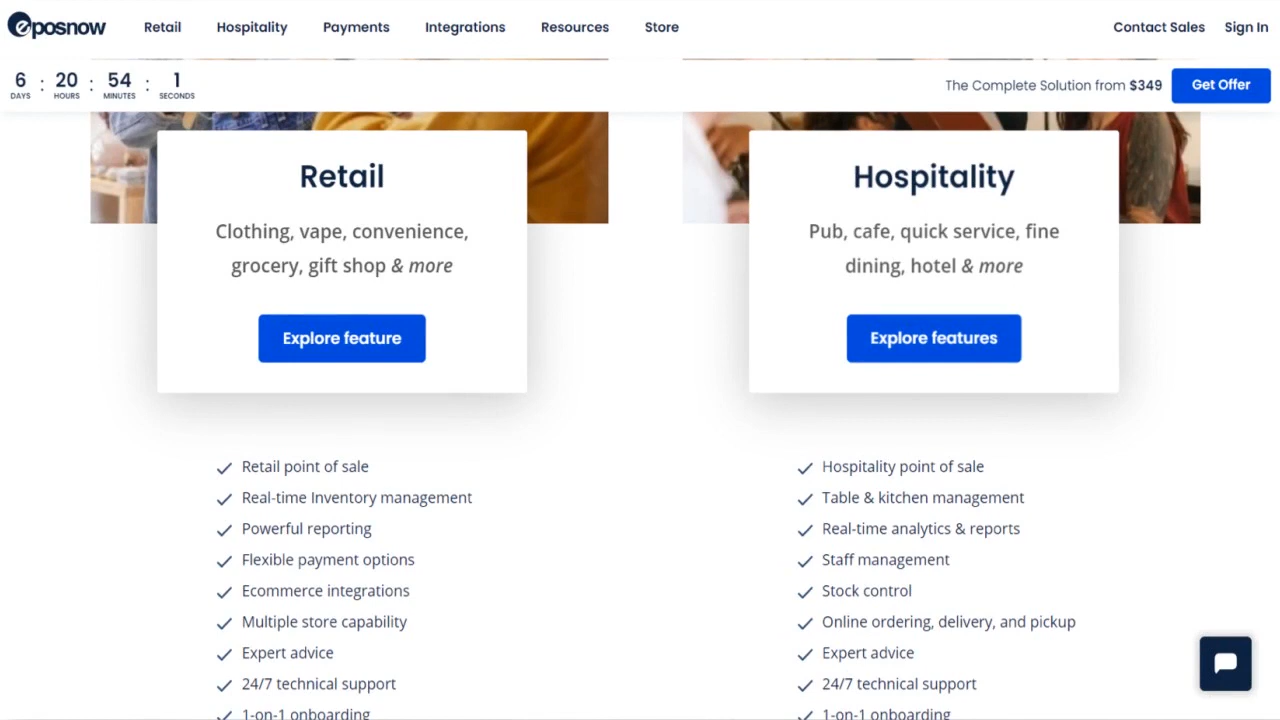 eposnow
Retail Hospitality Payments Integrations Resources Store Contact Sales Sign In
6 : 20 : 54 : 1
DAYS HOURS MINUTES SECONDS
The Complete Solution from $349 Get Offer
Retail
Clothing, vape, convenience,
grocery, gift shop & more
Explore feature
Retail point of sale
Real-time Inventory management
Powerful reporting
Flexible payment options
Ecommerce integrations
Multiple store capability
Expert advice
24/7 technical support
1-on-1 onboarding
Hospitality
Pub, cafe, quick service, fine
dining, hotel & more
Explore features
Hospitality point of sale
Table & kitchen management
Real-time analytics & reports
Staff management
Stock control
Online ordering, delivery, and pickup
Expert advice
24/7 technical support
1-on-1 onboarding